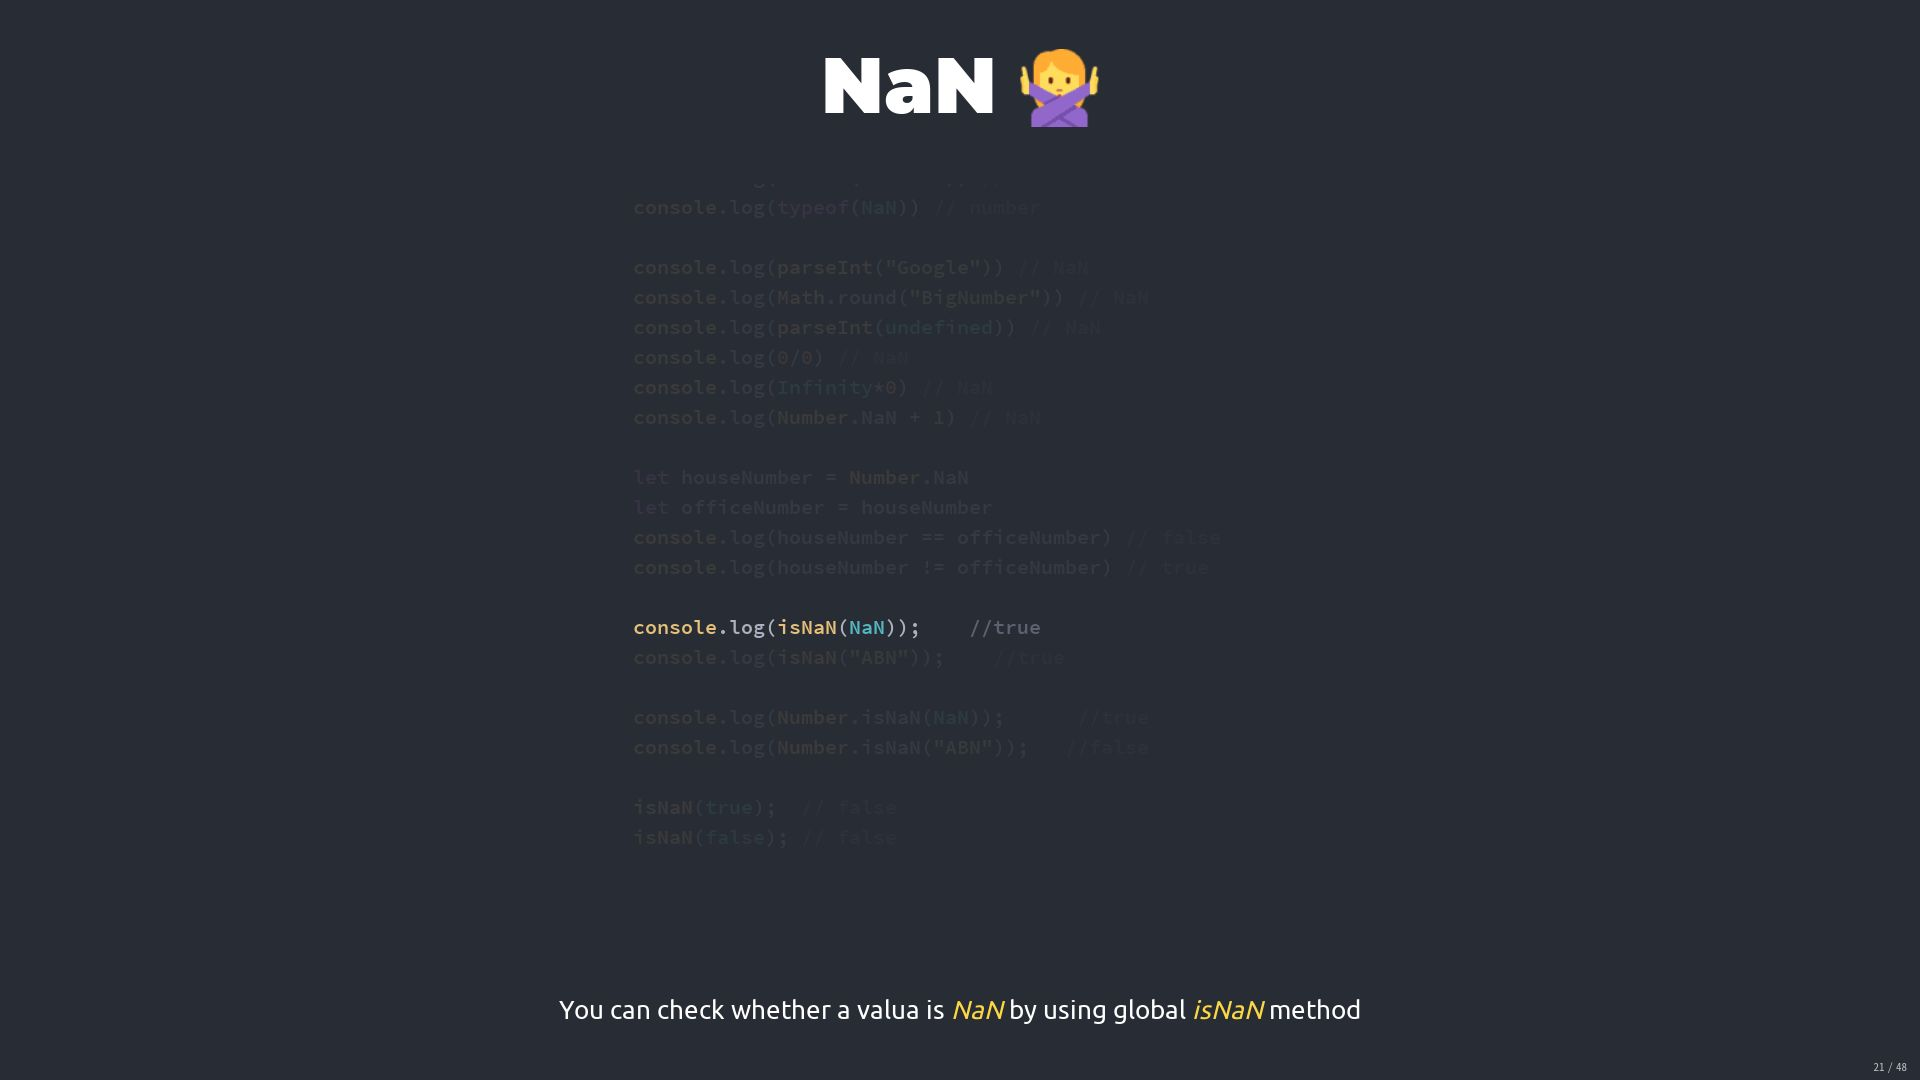 NaN
console.log(typeof(NaN)) // number
console.log(parseInt("Google")) // NaN
console.log(Math.round("BigNumber")) // NaN
console.log(parseInt(undefined)) // NaN
console.log(0/0) // NaN
console.log(Infinity*0) // NaN
console.log(Number.NaN + 1) // NaN
let houseNumber = Number.NaN
let officeNumber = houseNumber
console.log(houseNumber == officeNumber) // false
console.log(houseNumber != officeNumber) // true
console.log(isNaN(NaN));    //true
console.log(isNaN("ABN"));    //true
console.log(Number.isNaN(NaN));      //true
console.log(Number.isNaN("ABN"));   //false
isNaN(true);  // false
isNaN(false); // false
You can check whether a valua is NaN by using global isNaN method
21 / 48